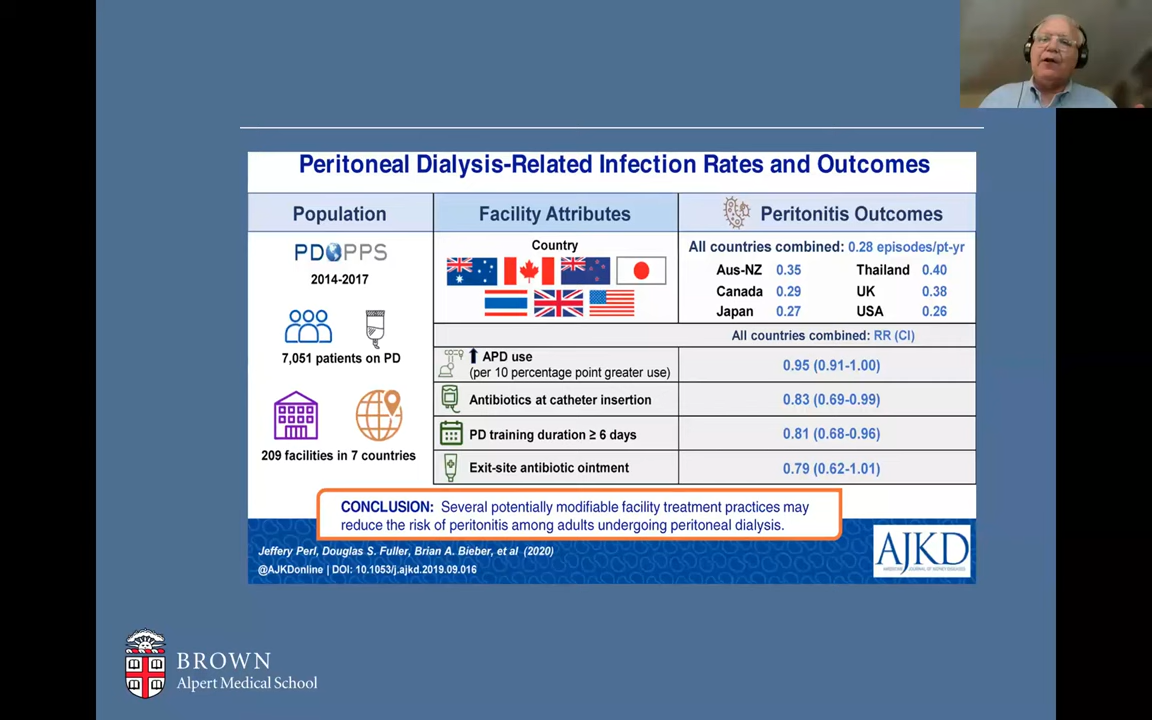 Peritoneal Dialysis-Related Infection Rates and Outcomes
Population
PDOPPS
2014-2017
7,051 patients on PD
209 facilities in 7 countries
Facility Attributes
Country
Peritonitis Outcomes
All countries combined: 0.28 episodes/pt-yr
Aus-NZ 0.35 Thailand 0.40
Canada 0.29 UK 0.38
Japan 0.27 USA 0.26
All countries combined: RR (CI)
APD use
(per 10 percentage point greater use)
0.95 (0.91-1.00)
Antibiotics at catheter insertion 0.83 (0.69-0.99)
PD training duration ≥ 6 days 0.81 (0.68-0.96)
Exit-site antibiotic ointment 0.79 (0.62-1.01)
CONCLUSION: Several potentially modifiable facility treatment practices may
reduce the risk of peritonitis among adults undergoing peritoneal dialysis.
Jeffery Perl, Douglas S. Fuller, Brian A. Bieber, et al (2020)
@AJKDonline | DOI: 10.1053/j.ajkd.2019.09.016
AJKD
AMERICAN JOURNAL OF KIDNEY DISEASES
BROWN
Alpert Medical School